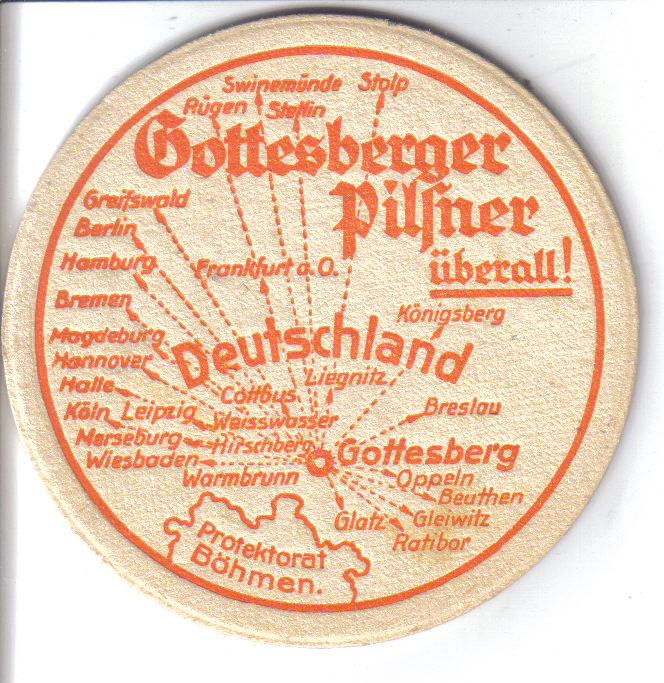 Swinemünde Stolp
Rügen Stettin
Gottesberger
Pilsner
überall!
Greifswald
Berlin
Hamburg Frankfurt a.O.
Bremen
Königsberg
Magdeburg
Deutschland
Hannover
Liegnitz
Halle
Cottbus
Köln Leipzig
Breslau
Weisswasser
Merseburg Hirschberg
Gottesberg
Wiesbaden
Warmbrunn
Oppeln
Beuthen
Glatz Gleiwitz
Ratibor
Protektorat
Böhmen.